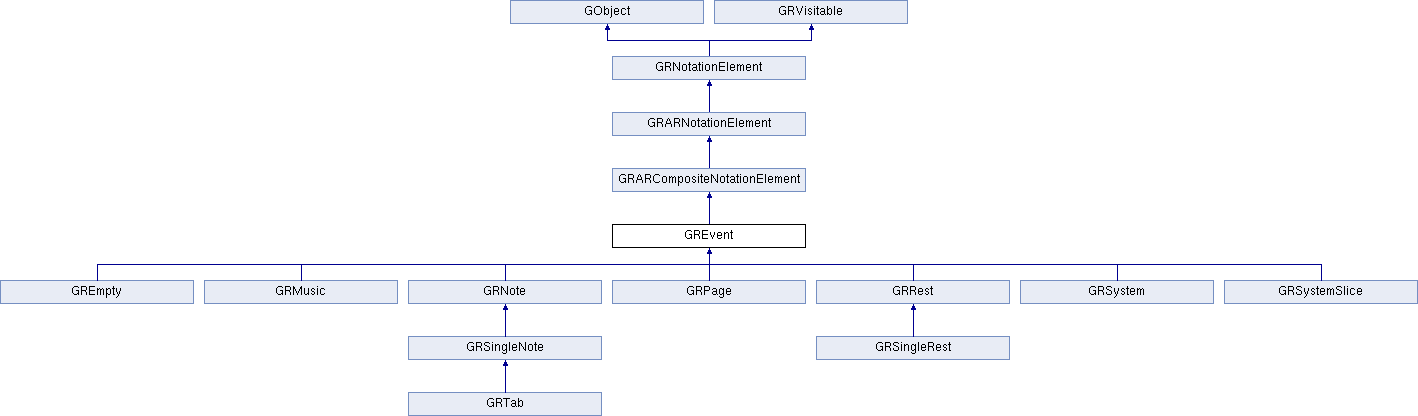 GObject
GRVisitable
GRNotationElement
GRARNotationElement
GRARCompositeNotationElement
GREvent
GREmpty
GRMusic
GRNote
GRPage
GRRest
GRSystem
GRSystemSlice
GRSingleNote
GRSingleRest
GRTab